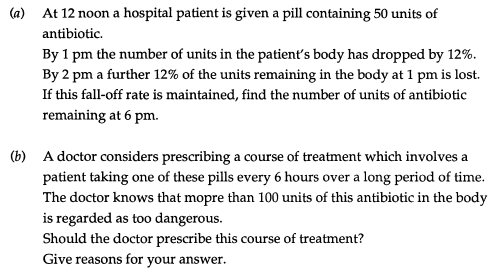 (a) At 12 noon a hospital patient is given a pill containing 50 units of
antibiotic.
By 1 pm the number of units in the patient's body has dropped by 12%.
By 2 pm a further 12% of the units remaining in the body at 1 pm is lost.
If this fall-off rate is maintained, find the number of units of antibiotic
remaining at 6 pm.
(b) A doctor considers prescribing a course of treatment which involves a
patient taking one of these pills every 6 hours over a long period of time.
The doctor knows that mopre than 100 units of this antibiotic in the body
is regarded as too dangerous.
Should the doctor prescribe this course of treatment?
Give reasons for your answer.